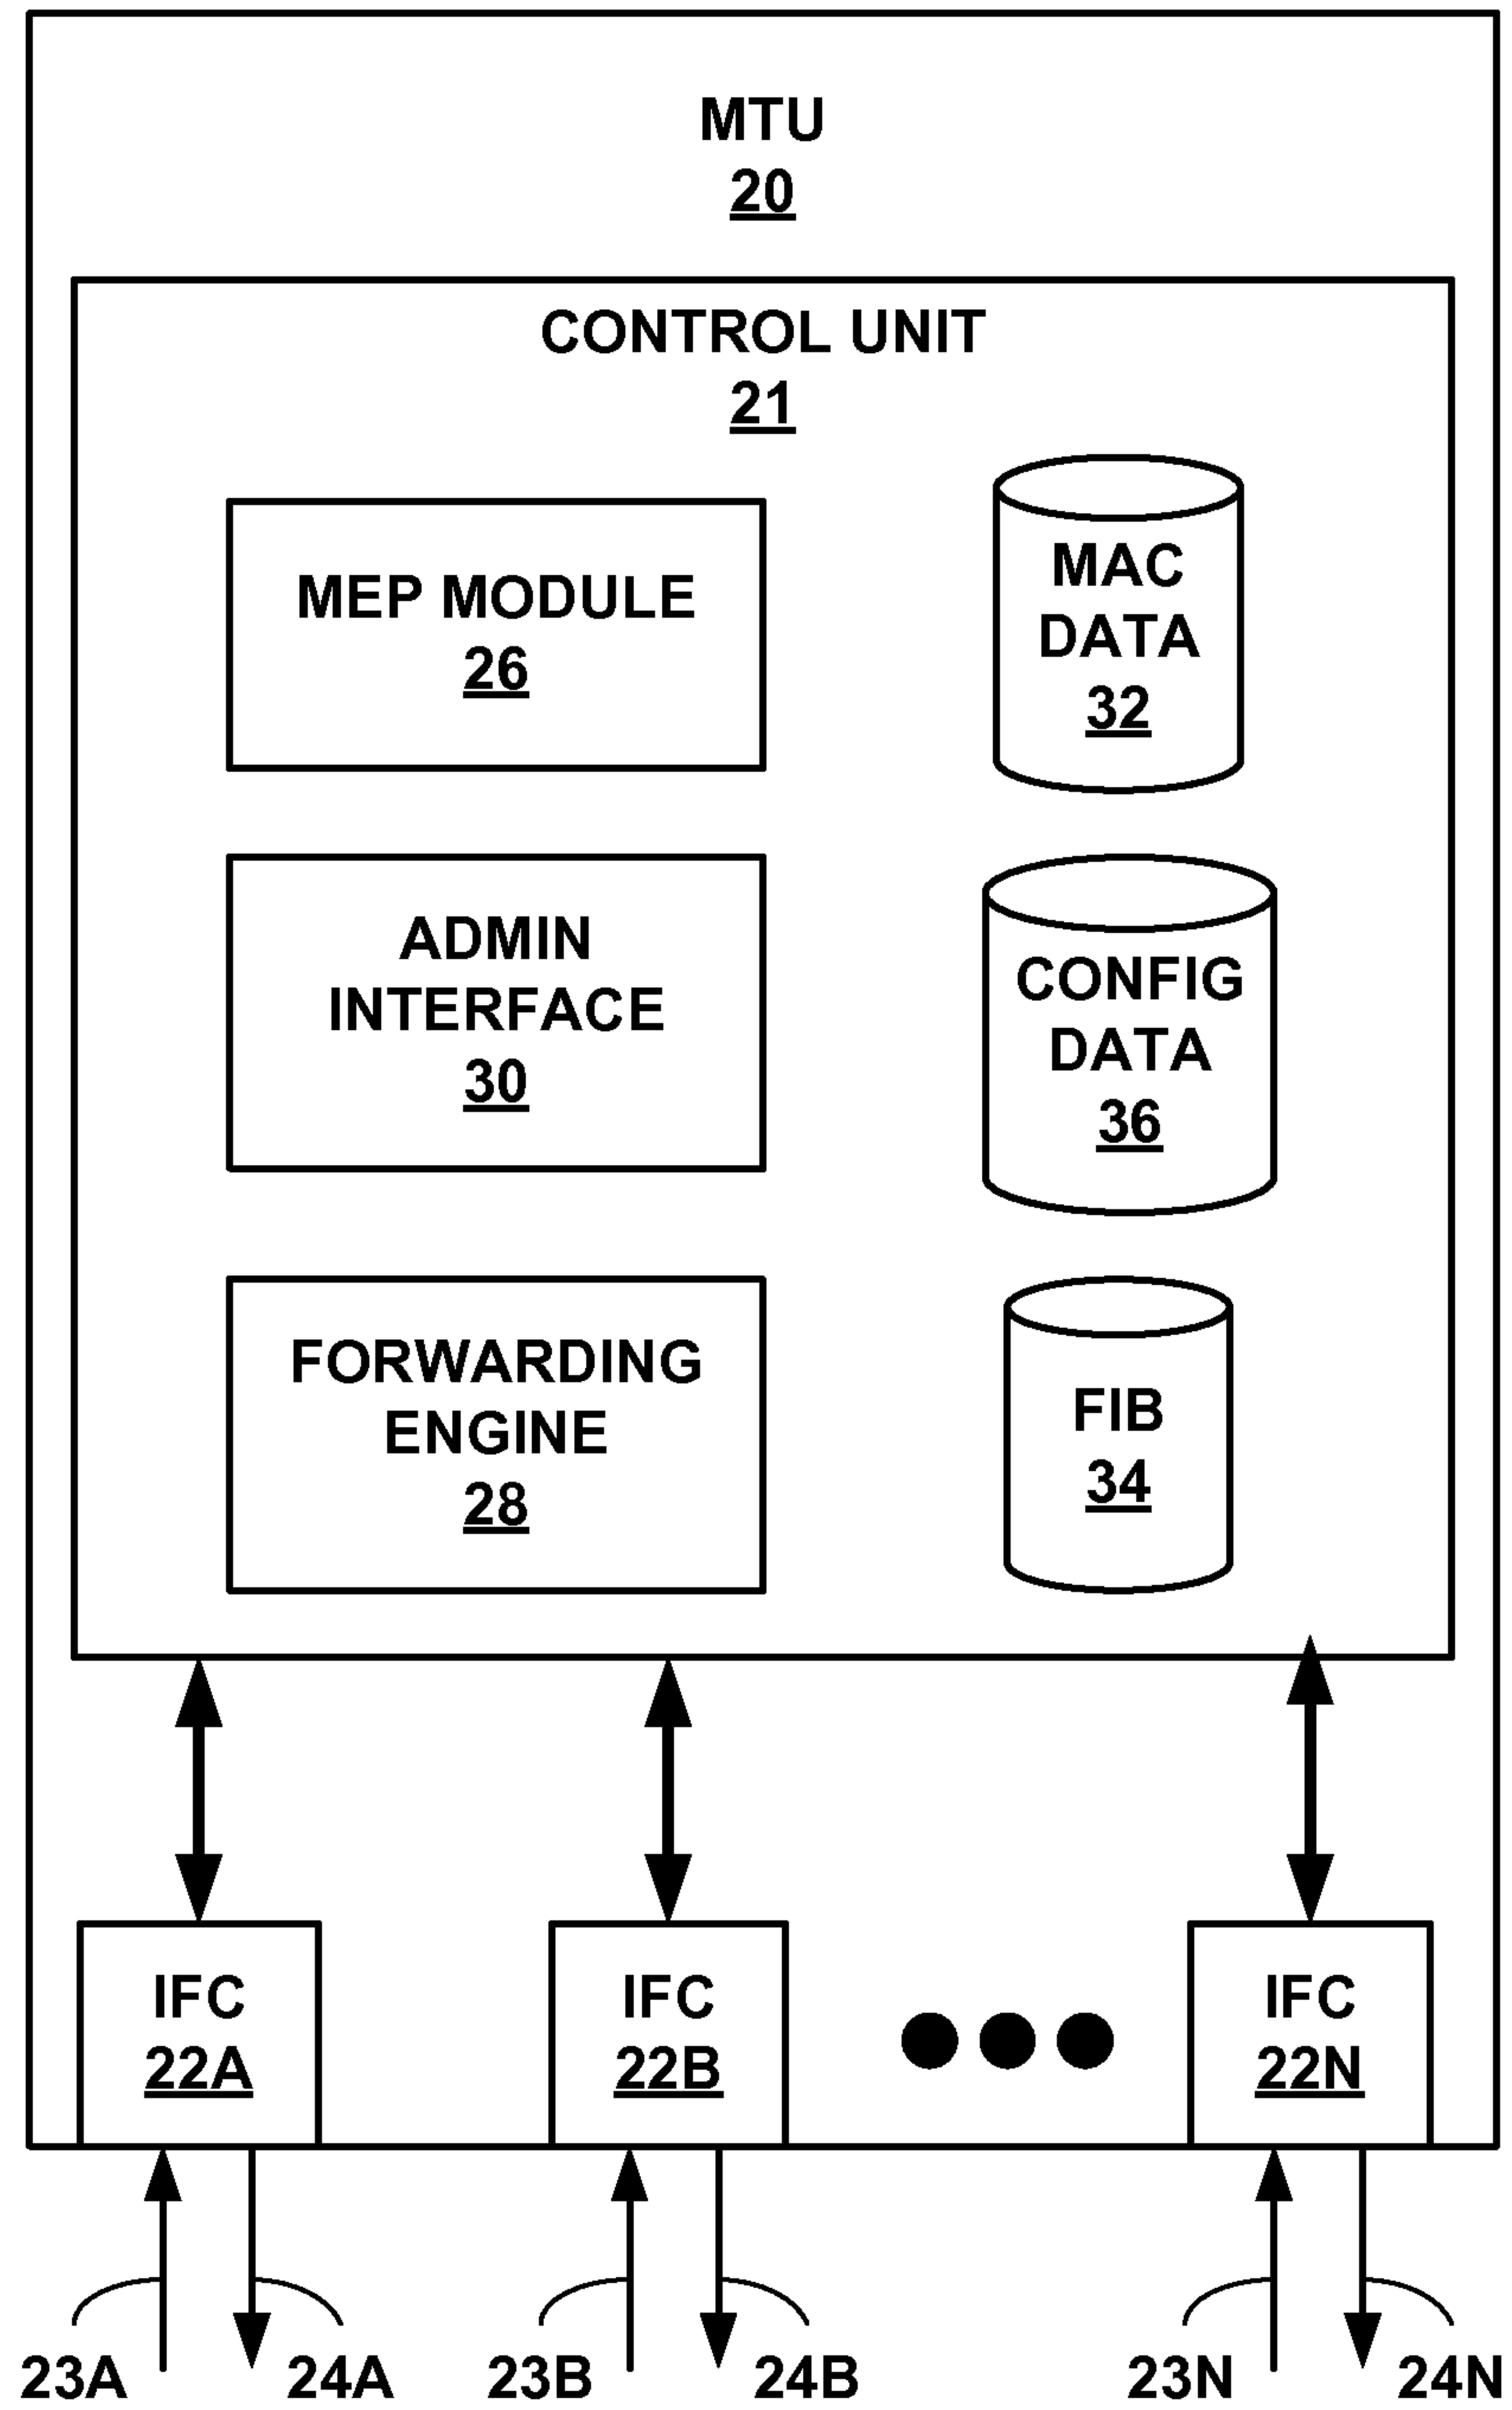 MTU
20
CONTROL UNIT
21
MEP MODULE
26
MAC
DATA
32
ADMIN
INTERFACE
30
CONFIG
DATA
36
FORWARDING
ENGINE
28
FIB
34
IFC
22A
IFC
22B
IFC
22N
23A
24A
23B
24B
23N
24N